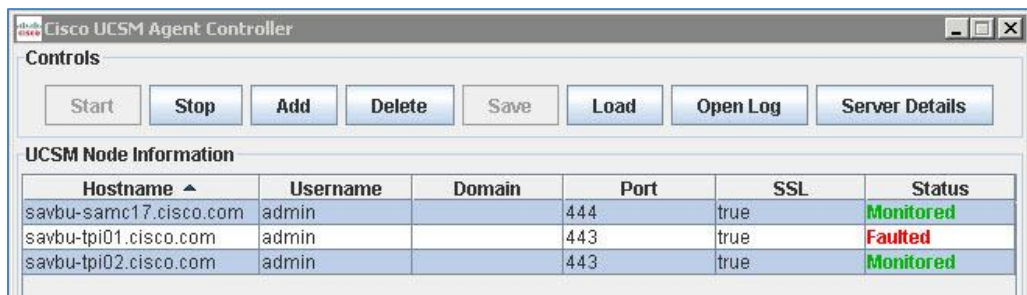 Cisco UCSM Agent Controller
Controls
Start Stop Add Delete Save Load Open Log Server Details
UCSM Node Information
Hostname Username Domain Port SSL Status
savbu-samc17.cisco.com admin 444 true Monitored
savbu-tpi01.cisco.com admin 443 true Faulted
savbu-tpi02.cisco.com admin 443 true Monitored